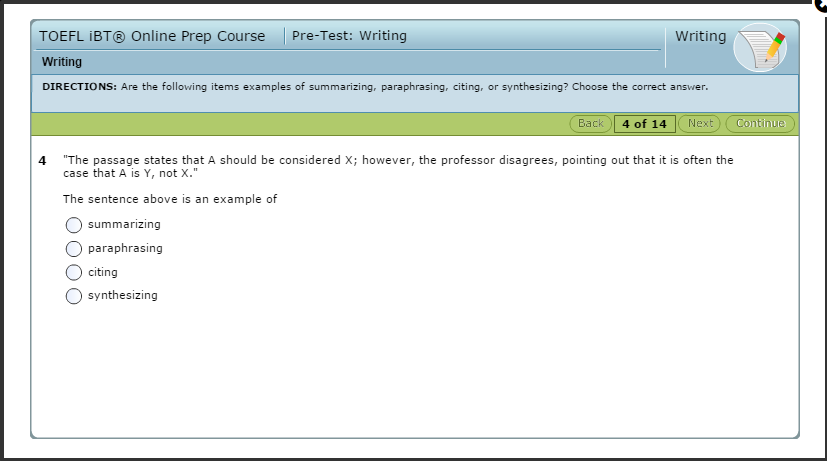 TOEFL iBT® Online Prep Course Pre-Test: Writing Writing
Writing
DIRECTIONS: Are the following items examples of summarizing, paraphrasing, citing, or synthesizing? Choose the correct answer.
Back 4 of 14 Next Continue
4 "The passage states that A should be considered X; however, the professor disagrees, pointing out that it is often the
case that A is Y, not X."
The sentence above is an example of
summarizing
paraphrasing
citing
synthesizing